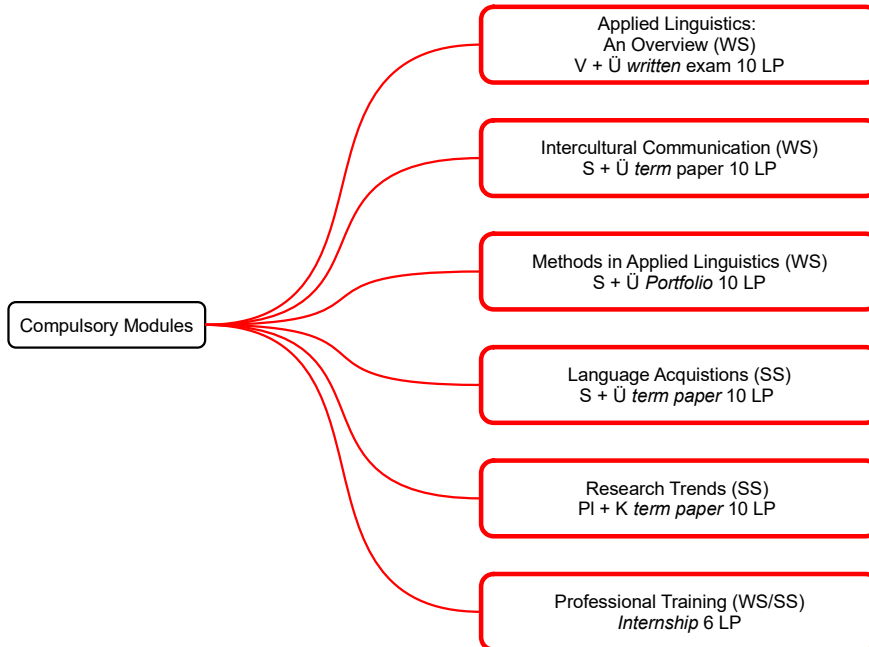 Applied Linguistics:
An Overview (WS)
V + Ü written exam 10 LP
Intercultural Communication (WS)
S + Ü term paper 10 LP
Methods in Applied Linguistics (WS)
S + Ü Portfolio 10 LP
Compulsory Modules
Language Acquistions (SS)
S + Ü term paper 10 LP
Research Trends (SS)
Pl + K term paper 10 LP
Professional Training (WS/SS)
Internship 6 LP